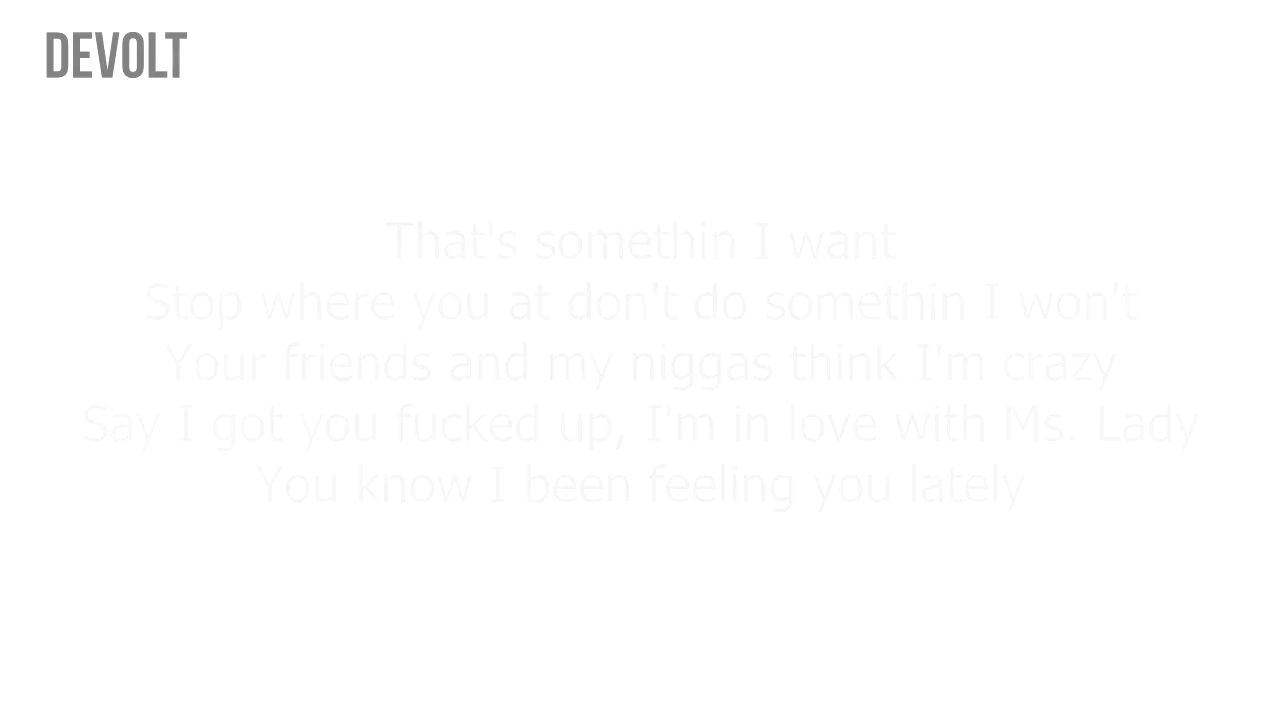 DEVOLT
That's somethin I want
Stop where you at don't do somethin I won't
Your friends and my niggas think I'm crazy
Say I got you fucked up, I'm in love with Ms. Lady
You know I been feeling you lately